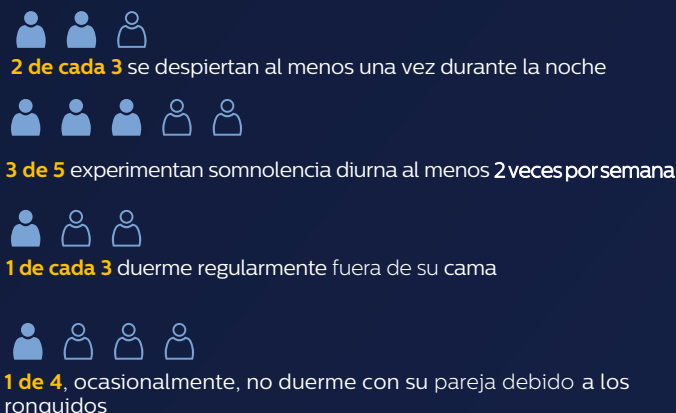 2 de cada 3 se despiertan al menos una vez durante la noche
3 de 5 experimentan somnolencia diurna al menos 2 veces por semana
1 de cada 3 duerme regularmente fuera de su cama
1 de 4, ocasionalmente, no duerme con su pareja debido a los
ronquidos